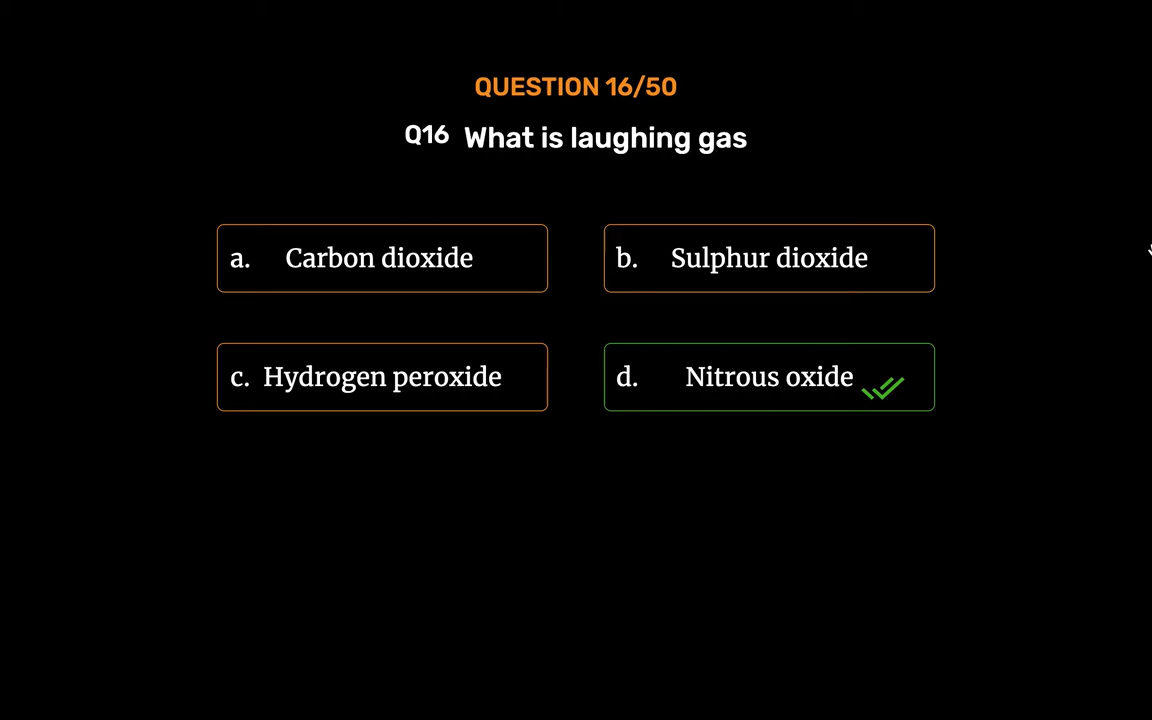 QUESTION 16/50
Q16 What is laughing gas
a. Carbon dioxide
b. Sulphur dioxide
c. Hydrogen peroxide
d. Nitrous oxide